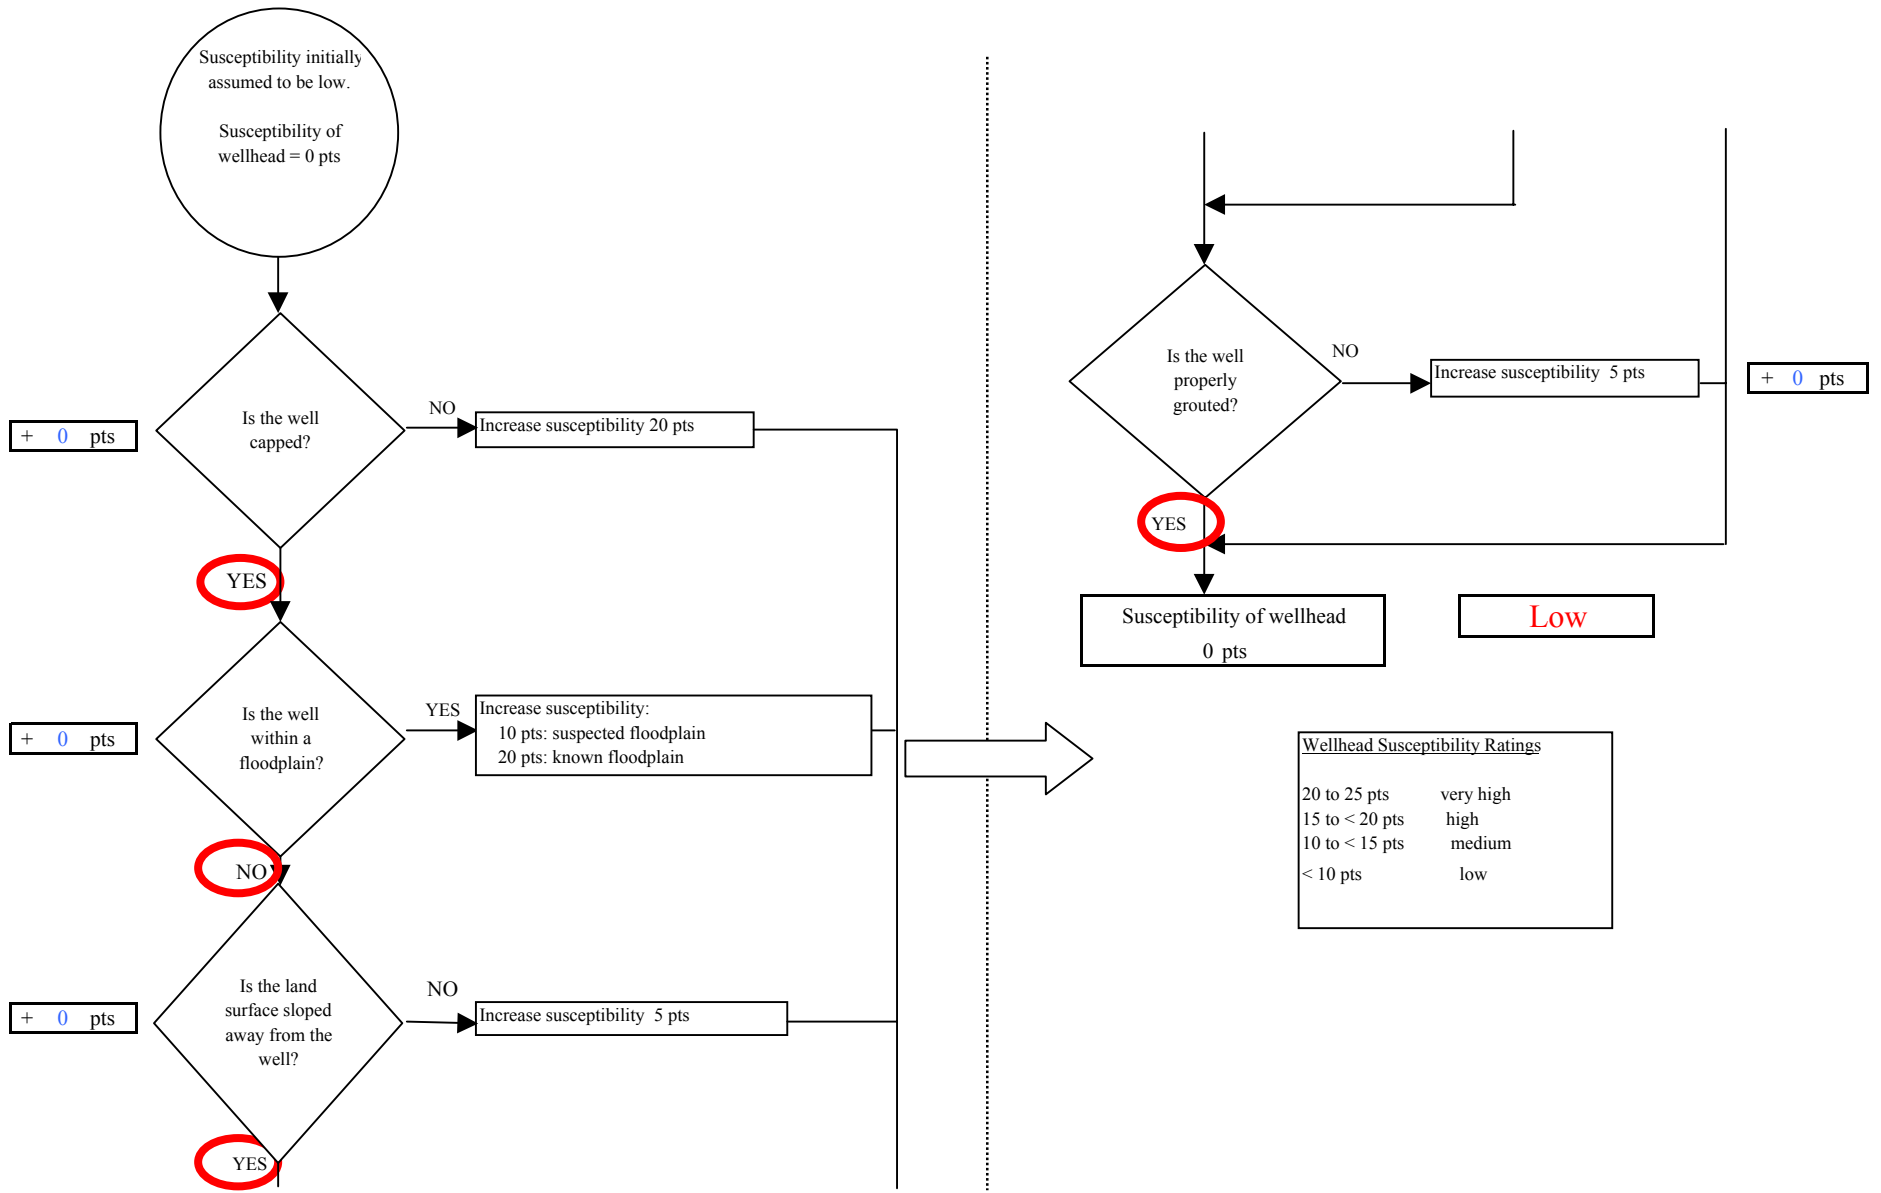 Susceptibility initially
assumed to be low.
Susceptibility of
wellhead = 0 pts
Is the well
capped?
NO
Increase susceptibility 20 pts
+ 0 pts
YES
Is the well
within a
floodplain?
YES
Increase susceptibility:
10 pts: suspected floodplain
20 pts: known floodplain
+ 0 pts
NO
Is the land
surface sloped
away from the
well?
NO
Increase susceptibility 5 pts
+ 0 pts
YES
Is the well
properly
grouted?
NO
Increase susceptibility 5 pts
+ 0 pts
YES
Susceptibility of wellhead
0 pts
Low
Wellhead Susceptibility Ratings
20 to 25 pts very high
15 to < 20 pts high
10 to < 15 pts medium
< 10 pts low